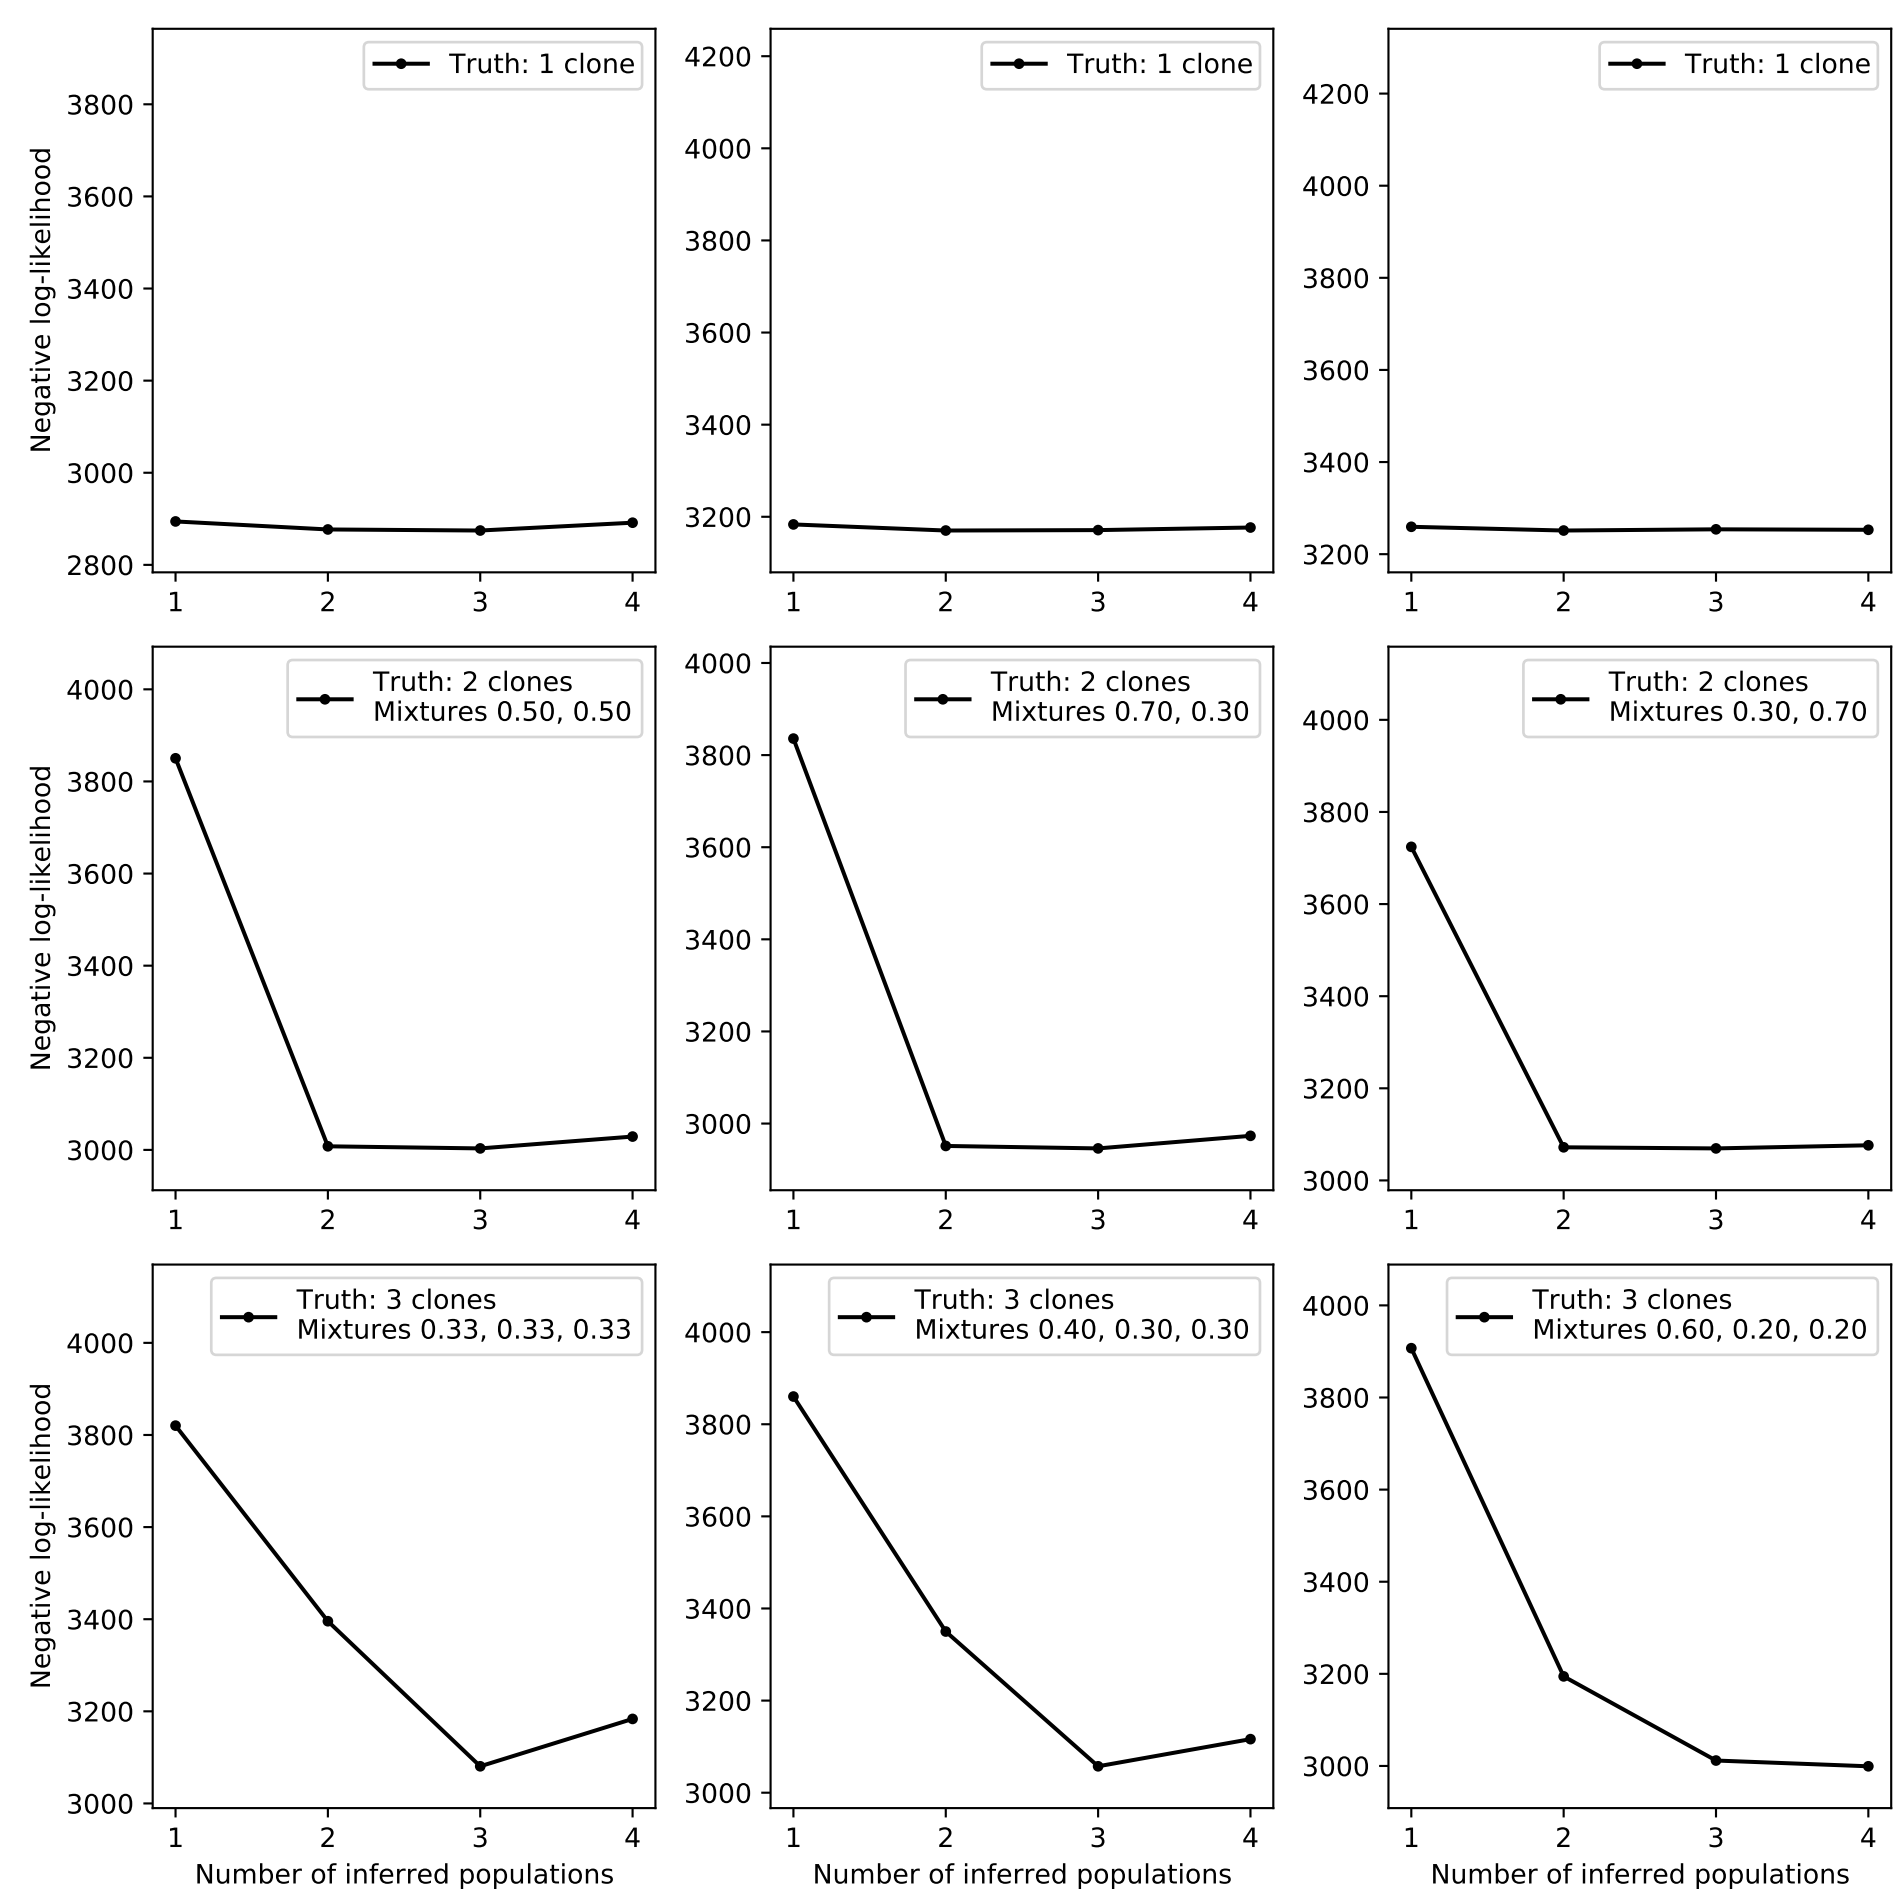 Truth: 1 clone
Negative log-likelihood
3800
3600
3400
3200
3000
2800
1 2 3 4
Truth: 1 clone
4200
4000
3800
3600
3400
3200
1 2 3 4
Truth: 1 clone
4200
4000
3800
3600
3400
3200
1 2 3 4
Truth: 2 clones
Mixtures 0.50, 0.50
Negative log-likelihood
4000
3800
3600
3400
3200
3000
1 2 3 4
Truth: 2 clones
Mixtures 0.70, 0.30
4000
3800
3600
3400
3200
3000
1 2 3 4
Truth: 2 clones
Mixtures 0.30, 0.70
4000
3800
3600
3400
3200
3000
1 2 3 4
Truth: 3 clones
Mixtures 0.33, 0.33, 0.33
Negative log-likelihood
4000
3800
3600
3400
3200
3000
1 2 3 4
Number of inferred populations
Truth: 3 clones
Mixtures 0.40, 0.30, 0.30
4000
3800
3600
3400
3200
3000
1 2 3 4
Number of inferred populations
Truth: 3 clones
Mixtures 0.60, 0.20, 0.20
4000
3800
3600
3400
3200
3000
1 2 3 4
Number of inferred populations